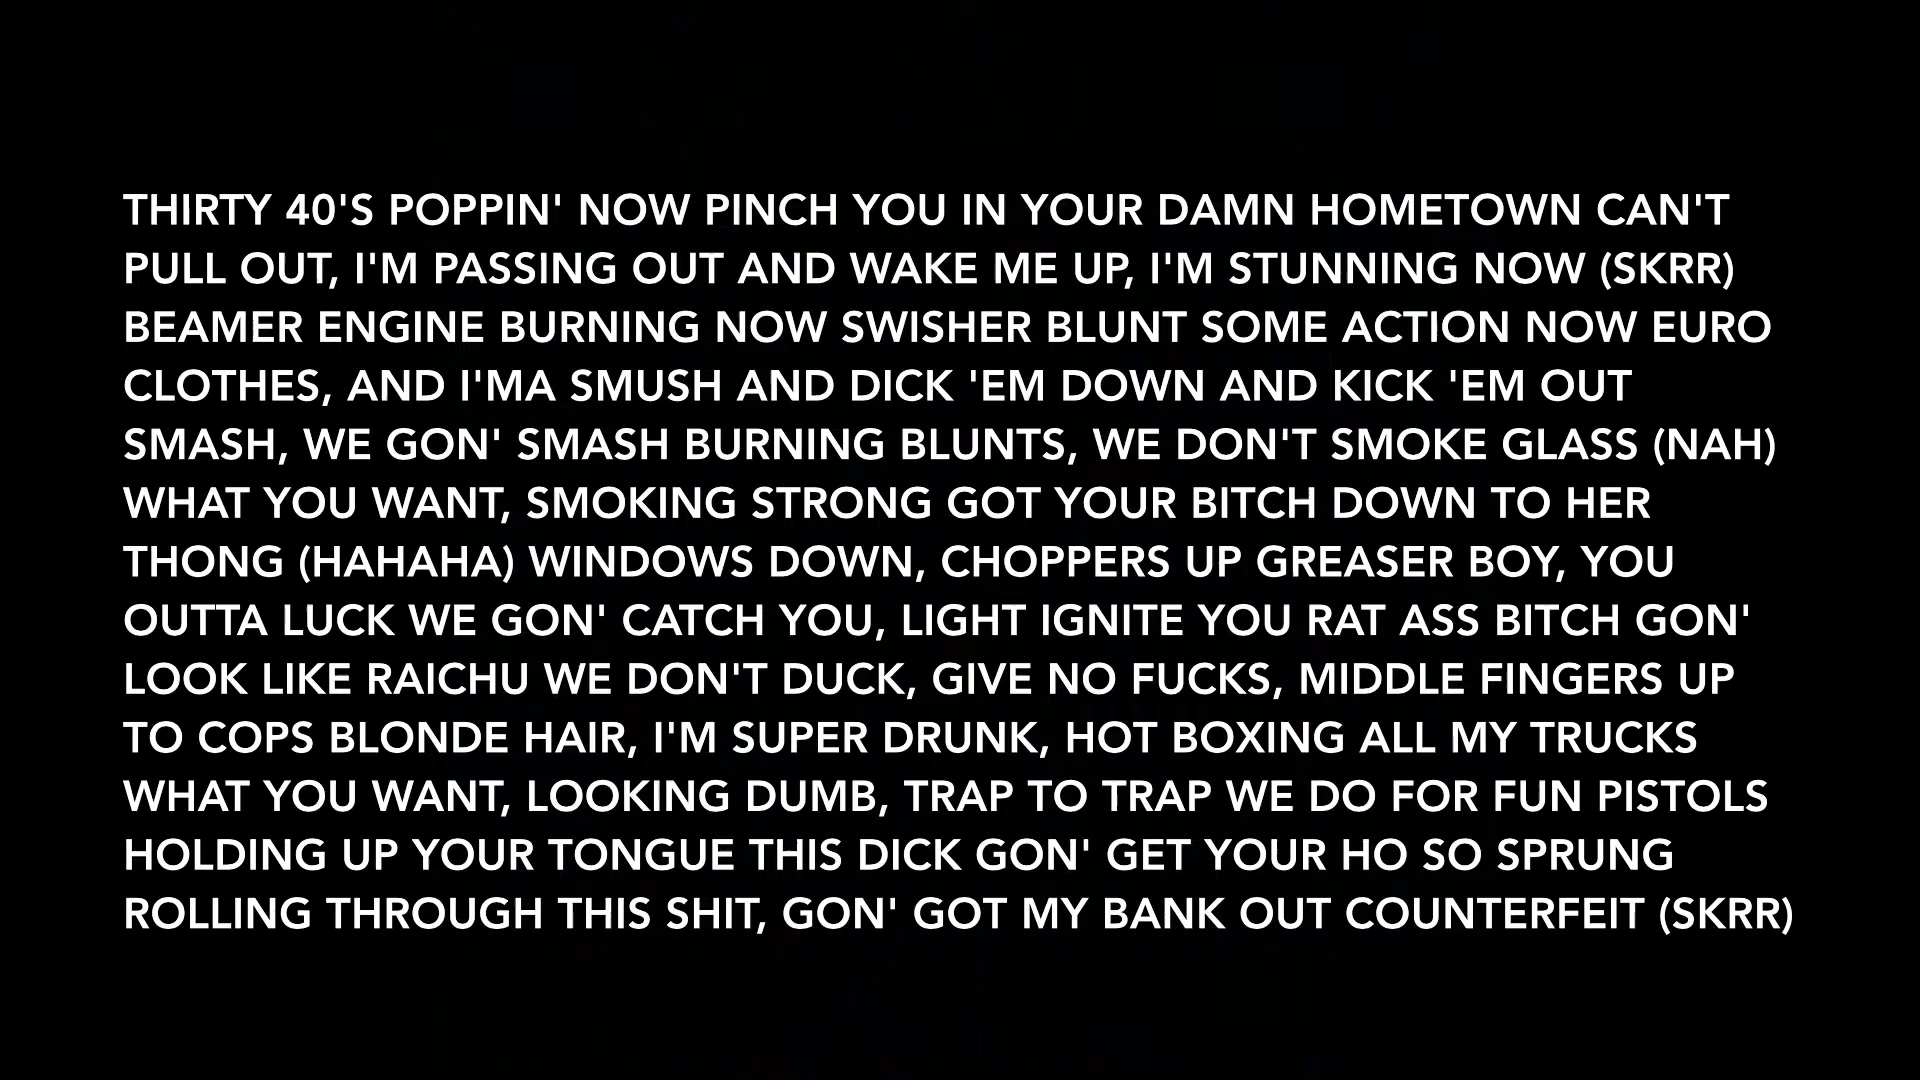 THIRTY 40'S POPPIN' NOW PINCH YOU IN YOUR DAMN HOMETOWN CAN'T
PULL OUT, I'M PASSING OUT AND WAKE ME UP, I'M STUNNING NOW (SKRR)
BEAMER ENGINE BURNING NOW SWISHER BLUNT SOME ACTION NOW EURO
CLOTHES, AND I'MA SMUSH AND DICK 'EM DOWN AND KICK 'EM OUT
SMASH, WE GON' SMASH BURNING BLUNTS, WE DON'T SMOKE GLASS (NAH)
WHAT YOU WANT, SMOKING STRONG GOT YOUR BITCH DOWN TO HER
THONG (HAHAHA) WINDOWS DOWN, CHOPPERS UP GREASER BOY, YOU
OUTTA LUCK WE GON' CATCH YOU, LIGHT IGNITE YOU RAT ASS BITCH GON'
LOOK LIKE RAICHU WE DON'T DUCK, GIVE NO FUCKS, MIDDLE FINGERS UP
TO COPS BLONDE HAIR, I'M SUPER DRUNK, HOT BOXING ALL MY TRUCKS
WHAT YOU WANT, LOOKING DUMB, TRAP TO TRAP WE DO FOR FUN PISTOLS
HOLDING UP YOUR TONGUE THIS DICK GON' GET YOUR HO SO SPRUNG
ROLLING THROUGH THIS SHIT, GON' GOT MY BANK OUT COUNTERFEIT (SKRR)